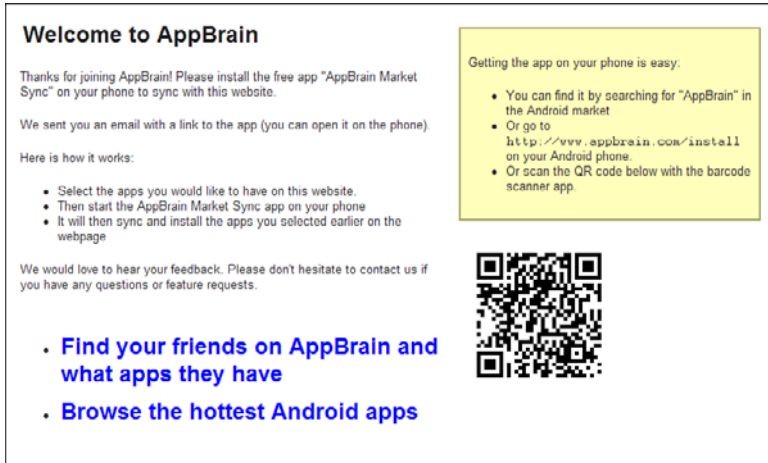 Welcome to AppBrain
Thanks for joining AppBrain! Please install the free app "AppBrain Market
Sync" on your phone to sync with this website.
We sent you an email with a link to the app (you can open it on the phone).
Here is how it works:
• Select the apps you would like to have on this website.
• Then start the AppBrain Market Sync app on your phone
• It will then sync and install the apps you selected earlier on the
webpage
We would love to hear your feedback. Please don't hesitate to contact us if
you have any questions or feature requests.
• Find your friends on AppBrain and
what apps they have
• Browse the hottest Android apps
Getting the app on your phone is easy:
• You can find it by searching for "AppBrain" in
the Android market
• Or go to
http://www.appbrain.com/install
on your Android phone.
• Or scan the QR code below with the barcode
scanner app.